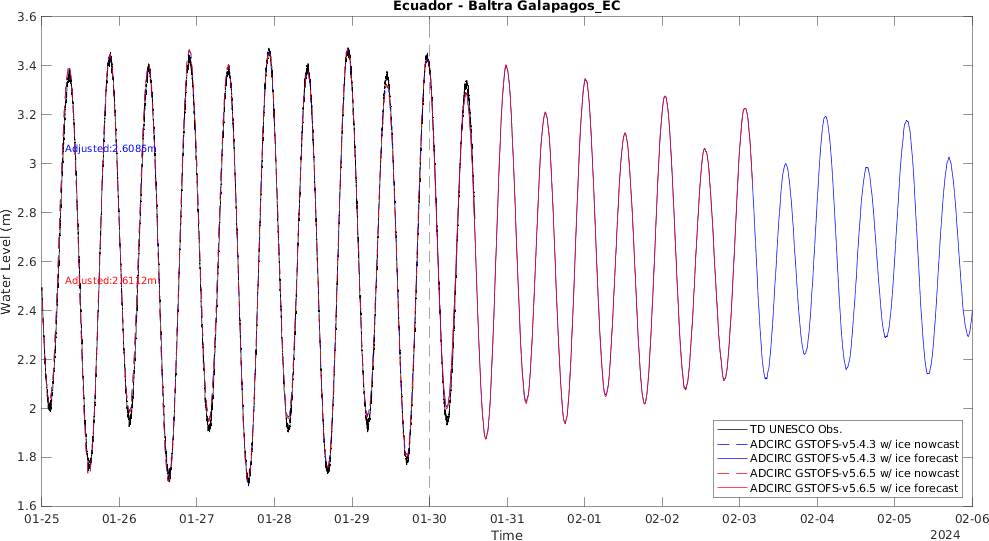 Ecuador - Baltra Galapagos_EC
3.6
3.4
3.2
3
2.8
2.6
2.4
2.2
2
1.8
1.6
Water Level (m)
Adjusted:2.6085m
Adjusted:2.6112m
TD UNESCO Obs.
ADCIRC GSTOFS-v5.4.3 w/ ice nowcast
ADCIRC GSTOFS-v5.4.3 w/ ice forecast
ADCIRC GSTOFS-v5.6.5 w/ ice nowcast
ADCIRC GSTOFS-v5.6.5 w/ ice forecast
01-25 01-26 01-27 01-28 01-29 01-30 01-31 02-01 02-02 02-03 02-04 02-05 02-06
Time
2024